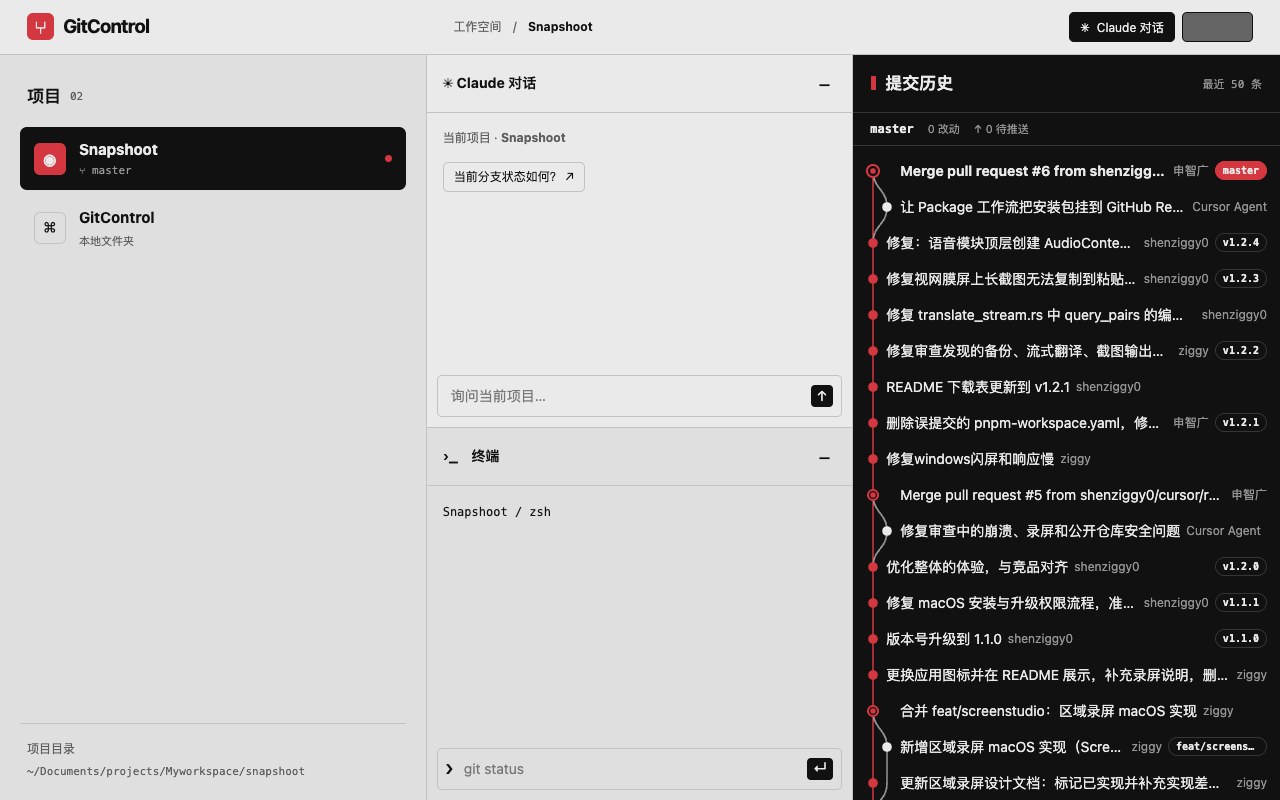 GitControl
工作空间 / Snapshoot
Claude 对话
项目 02
Snapshoot
master
GitControl
本地文件夹
项目目录
~/Documents/projects/Myworkspace/snapshoot
Claude 对话
当前项目 · Snapshoot
当前分支状态如何? ↗
询问当前项目...
›_ 终端
Snapshoot / zsh
❯ git status
提交历史 最近 50 条
master 0 改动 ↑ 0 待推送
Merge pull request #6 from shenzigg... 申智广 master
让 Package 工作流把安装包挂到 GitHub Re... Cursor Agent
修复：语音模块顶层创建 AudioConte... shenziggy0 v1.2.4
修复视网膜屏上长截图无法复制到粘贴... shenziggy0 v1.2.3
修复 translate_stream.rs 中 query_pairs 的编... shenziggy0
修复审查发现的备份、流式翻译、截图输出... ziggy v1.2.2
README 下载表更新到 v1.2.1 shenziggy0
删除误提交的 pnpm-workspace.yaml，修... 申智广 v1.2.1
修复windows闪屏和响应慢 ziggy
Merge pull request #5 from shenziggy0/cursor/r... 申智广
修复审查中的崩溃、录屏和公开仓库安全问题 Cursor Agent
优化整体的体验，与竞品对齐 shenziggy0 v1.2.0
修复 macOS 安装与升级权限流程，准... shenziggy0 v1.1.1
版本号升级到 1.1.0 shenziggy0 v1.1.0
更换应用图标并在 README 展示，补充录屏说明，删... ziggy
合并 feat/screenstudio：区域录屏 macOS 实现 ziggy
新增区域录屏 macOS 实现（Scre... ziggy feat/screens...
更新区域录屏设计文档：标记已实现并补充实现差... ziggy